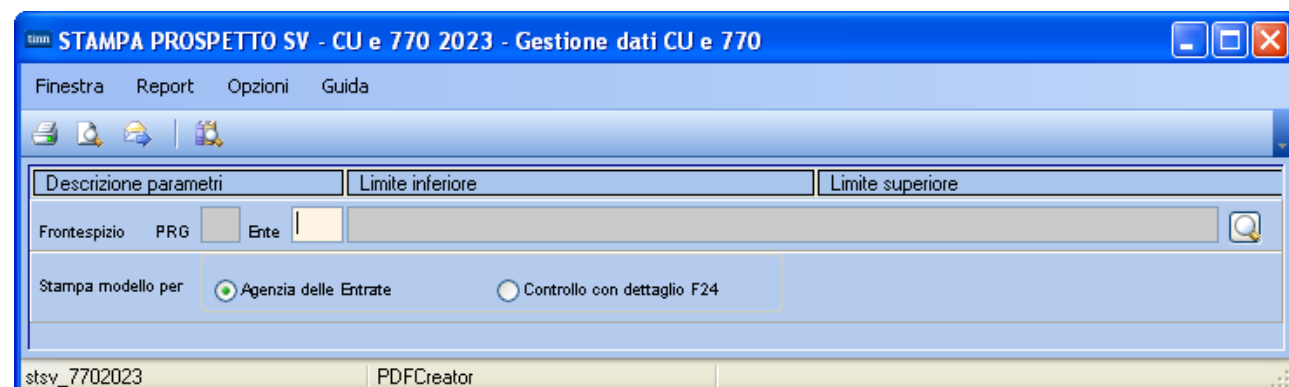 tinn STAMPA PROSPETTO SV - CU e 770 2023 - Gestione dati CU e 770
Finestra Report Opzioni Guida
Descrizione parametri Limite inferiore Limite superiore
Frontespizio PRG Ente
Stampa modello per Agenzia delle Entrate Controllo con dettaglio F24
stsv_7702023 PDFCreator